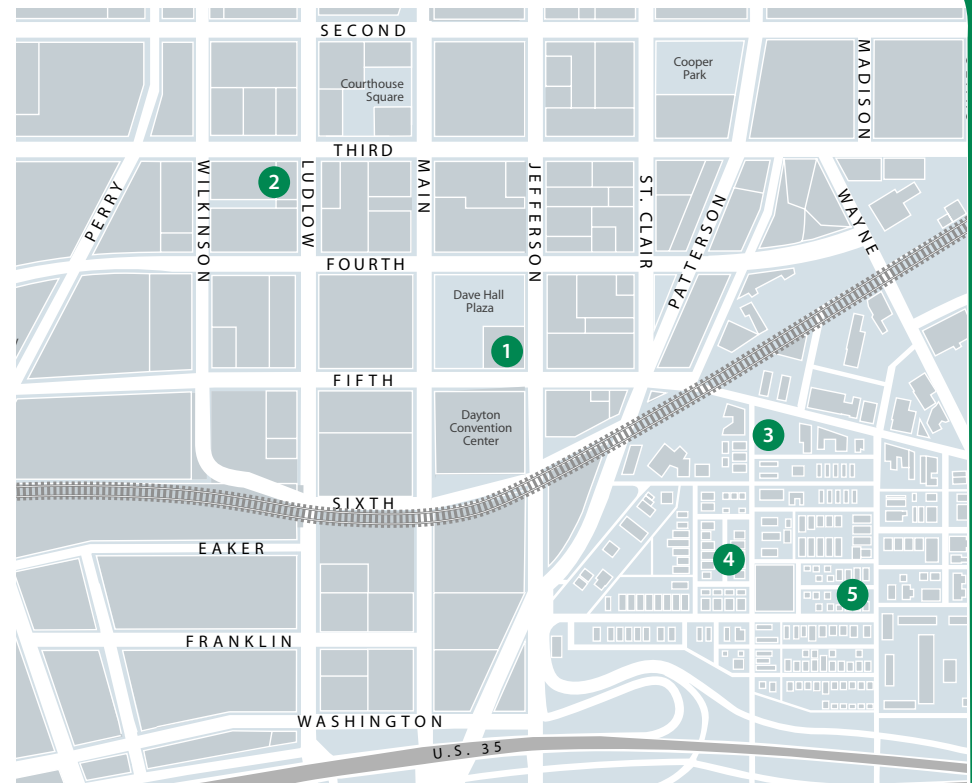 SECOND
MADISON
Cooper
Park
Courthouse
Square
THIRD
PERRY
WILKINSON
2
LUDLOW
MAIN
JEFFERSON
ST. CLAIR
PATTERSON
WAYNE
FOURTH
Dave Hall
Plaza
1
FIFTH
Dayton
Convention
Center
3
SIXTH
EAKER
4
5
FRANKLIN
WASHINGTON
U.S. 35